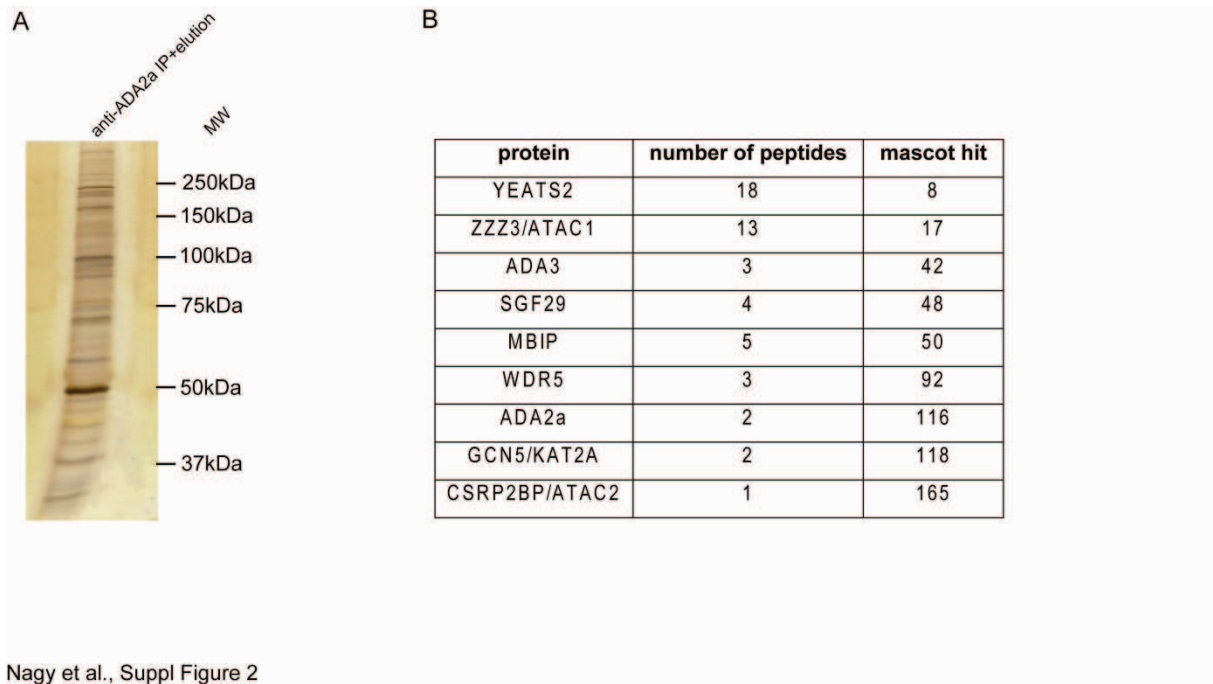 A
anti-ADA2a IP+elution
MW
250kDa
150kDa
100kDa
75kDa
50kDa
37kDa
B
protein number of peptides mascot hit
YEATS2 18 8
ZZZ3/ATAC1 13 17
ADA3 3 42
SGF29 4 48
MBIP 5 50
WDR5 3 92
ADA2a 2 116
GCN5/KAT2A 2 118
CSRP2BP/ATAC2 1 165
Nagy et al., Suppl Figure 2